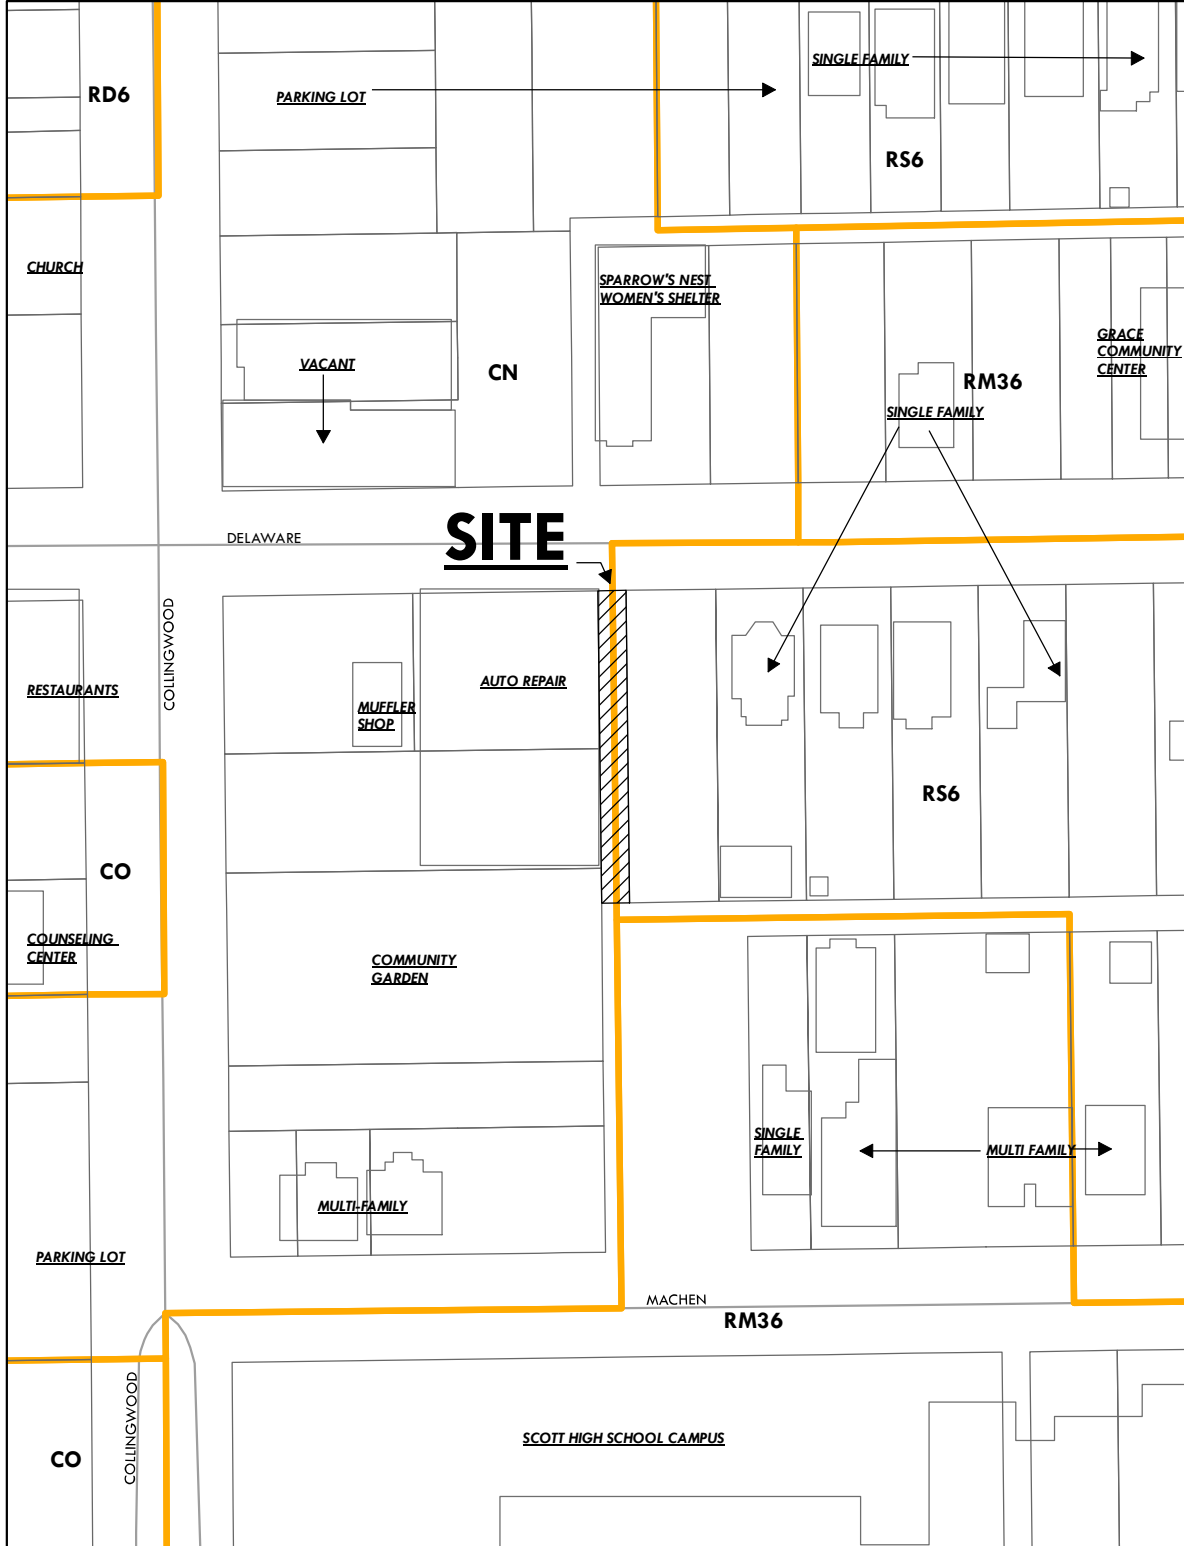 SINGLE FAMILY
RD6
PARKING LOT
RS6
CHURCH
SPARROW'S NEST
WOMEN'S SHELTER
GRACE
COMMUNITY
CENTER
VACANT
CN
RM36
SINGLE FAMILY
SITE
DELAWARE
COLLINGWOOD
RESTAURANTS
AUTO REPAIR
MUFFLER
SHOP
RS6
CO
COUNSELING
CENTER
COMMUNITY
GARDEN
SINGLE
FAMILY
MULTI FAMILY
MULTI-FAMILY
PARKING LOT
MACHEN
RM36
COLLINGWOOD
SCOTT HIGH SCHOOL CAMPUS
CO